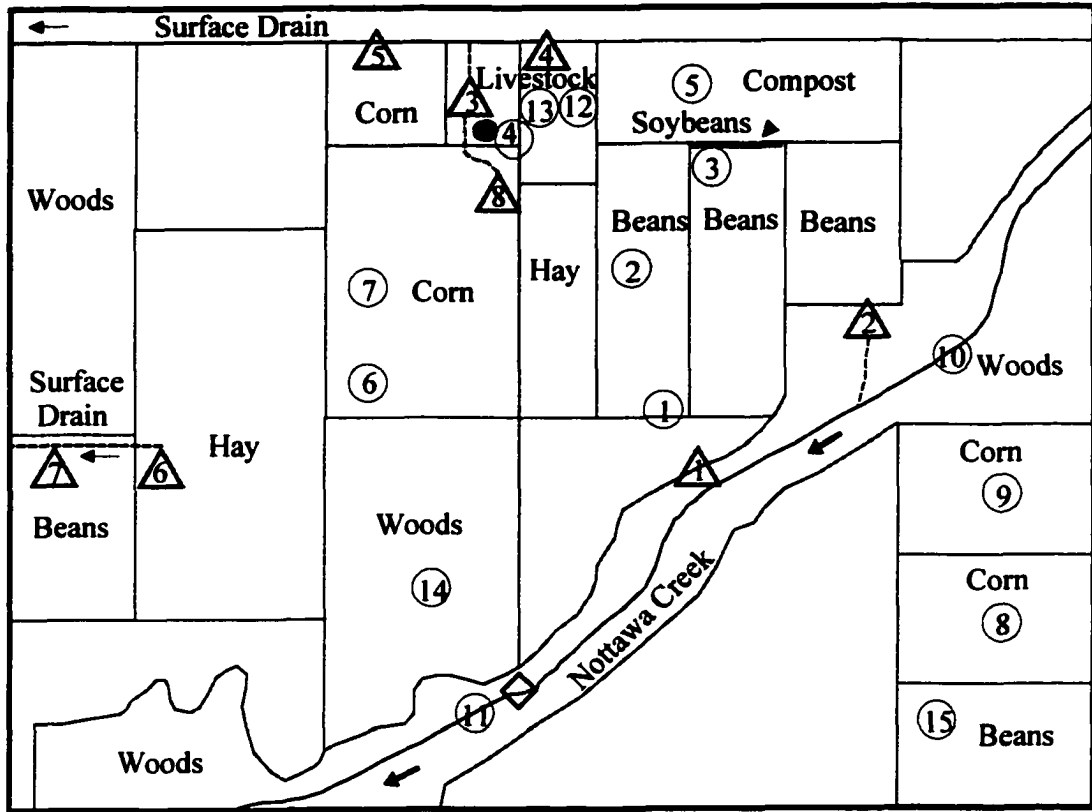 Surface Drain
5
4
Livestock
3
13
12
5
Compost
Corn
Soybeans
4
3
8
Woods
Beans
Beans
Beans
Hay
2
7
Corn
2
10
Woods
6
Surface
Drain
1
Hay
7
6
1
Corn
9
Beans
Woods
14
Nottawa Creek
Corn
8
11
15
Beans
Woods